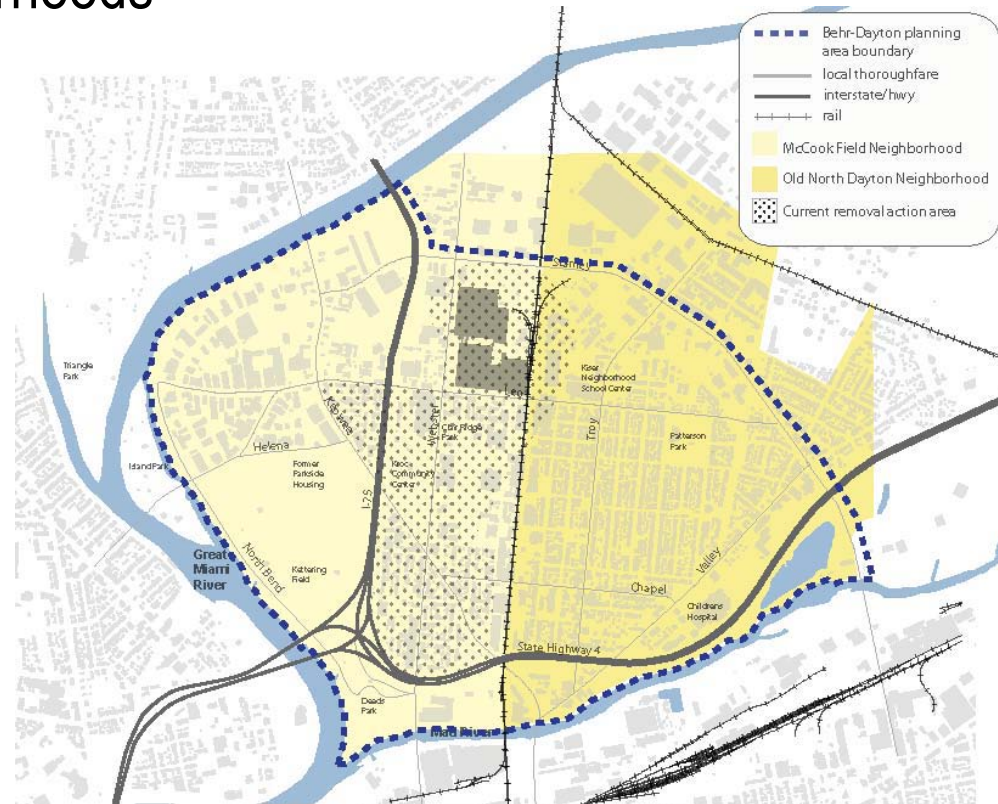 Behr-Dayton planning
area boundary
local thoroughfare
interstate/hwy
rail
McCook Field Neighborhood
Old North Dayton Neighborhood
Current removal action area
Stanley
Triangle
Park
Kiser
Neighborhood
School Center
Leo
Keowee
Webster
Park
Troy
Patterson
Park
Helena
Island Park
Former
Parkside
Housing
Kroc
Community
Center
I-75
Great
Miami
River
North Bend
Kettering
Field
Valley
Chapel
Childrens
Hospital
State Highway 4
Deeds
Park
Mad River